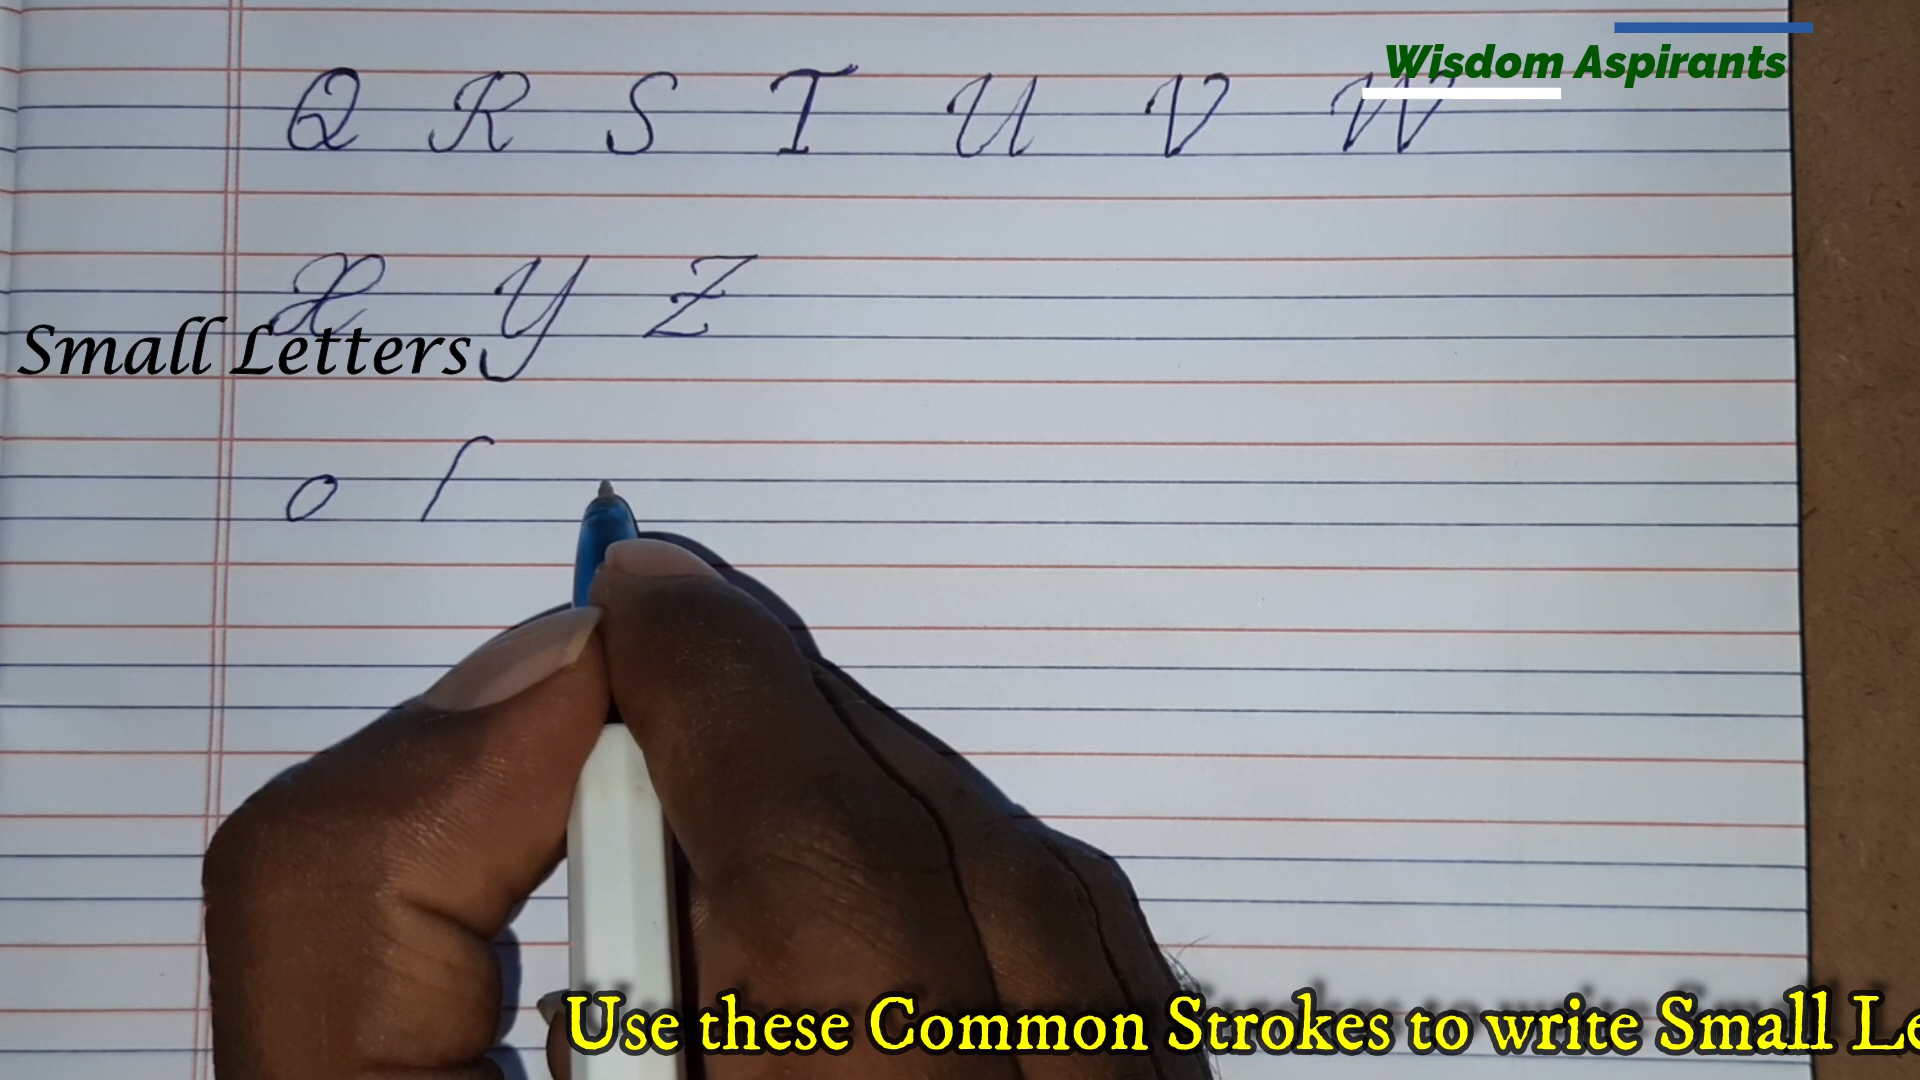 Wisdom Aspirants
Q R S T U V W
X Y Z
Small Letters
o
Use these Common Strokes to write Small Le